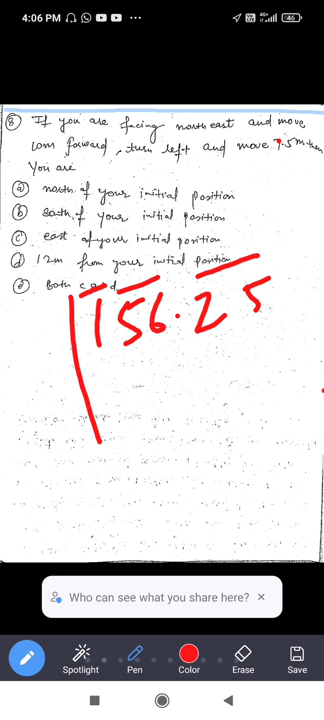 4:06 PM
46
8 If you are facing north east and move
10m forward, turn left and move 7.5m then
You are
a north of your initial position
b south of your initial position
c east of your initial position
d 12m from your initial position
e Both c and d
156.25
Who can see what you share here? ×
Spotlight Pen Color Erase Save